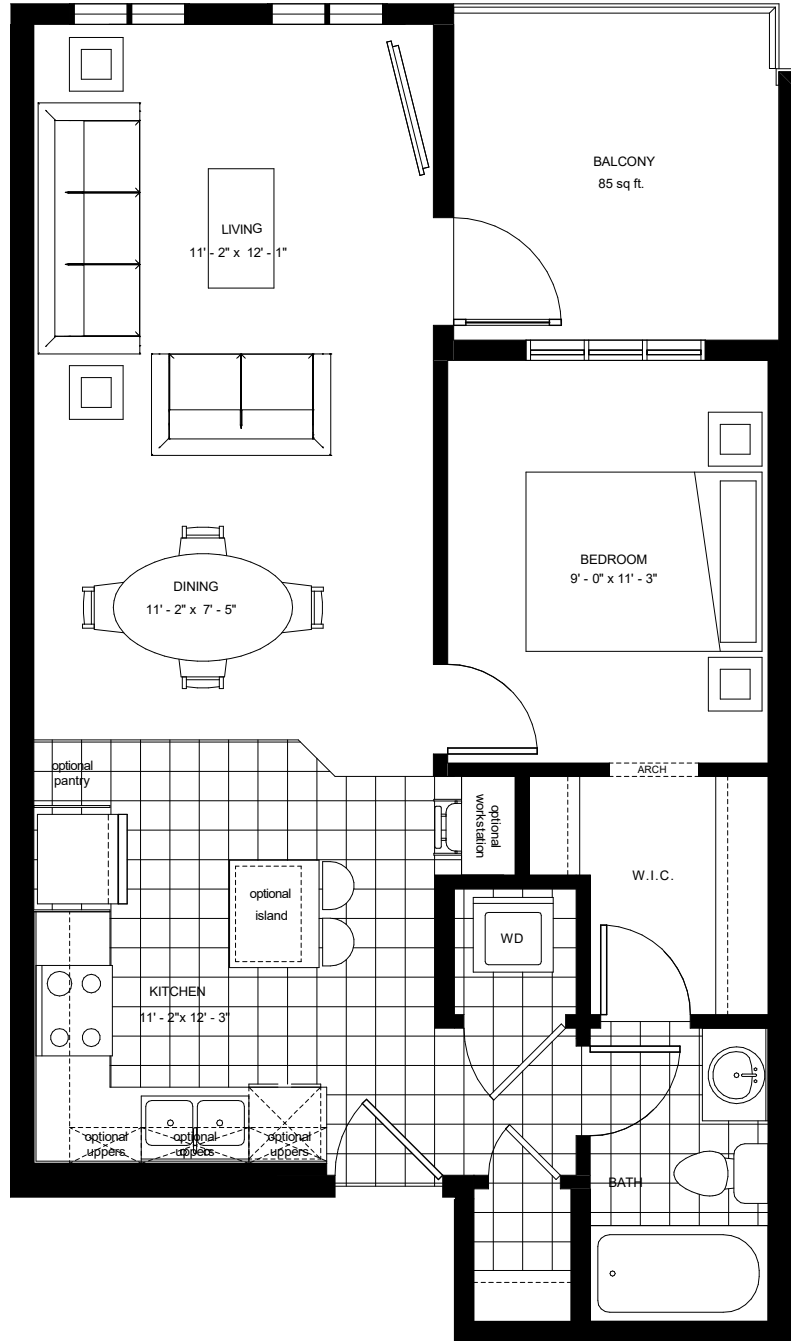 BALCONY
85 sq ft.
LIVING
11' - 2" x 12' - 1"
BEDROOM
9' - 0" x 11' - 3"
DINING
11' - 2" x 7' - 5"
optional
pantry
ARCH
optional
workstation
W.I.C.
optional
island
WD
KITCHEN
11' - 2"x 12' - 3"
optional
uppers
optional
uppers
optional
uppers
BATH